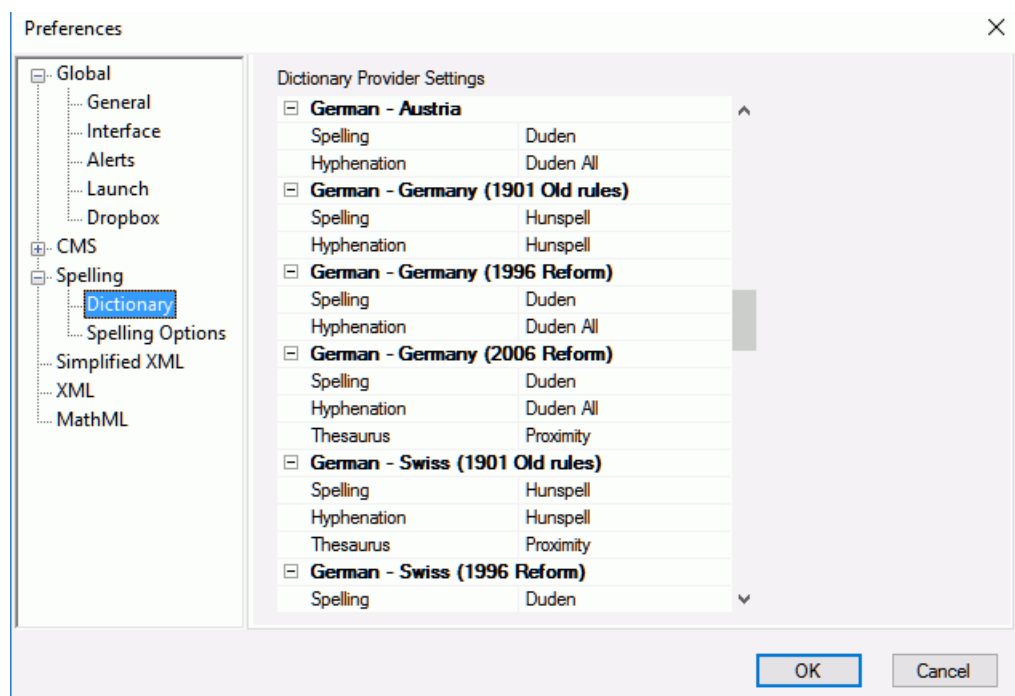 Preferences
Global
General
Interface
Alerts
Launch
Dropbox
CMS
Spelling
Dictionary
Spelling Options
Simplified XML
XML
MathML
Dictionary Provider Settings
German - Austria
Spelling Duden
Hyphenation Duden All
German - Germany (1901 Old rules)
Spelling Hunspell
Hyphenation Hunspell
German - Germany (1996 Reform)
Spelling Duden
Hyphenation Duden All
German - Germany (2006 Reform)
Spelling Duden
Hyphenation Duden All
Thesaurus Proximity
German - Swiss (1901 Old rules)
Spelling Hunspell
Hyphenation Hunspell
Thesaurus Proximity
German - Swiss (1996 Reform)
Spelling Duden
OK Cancel